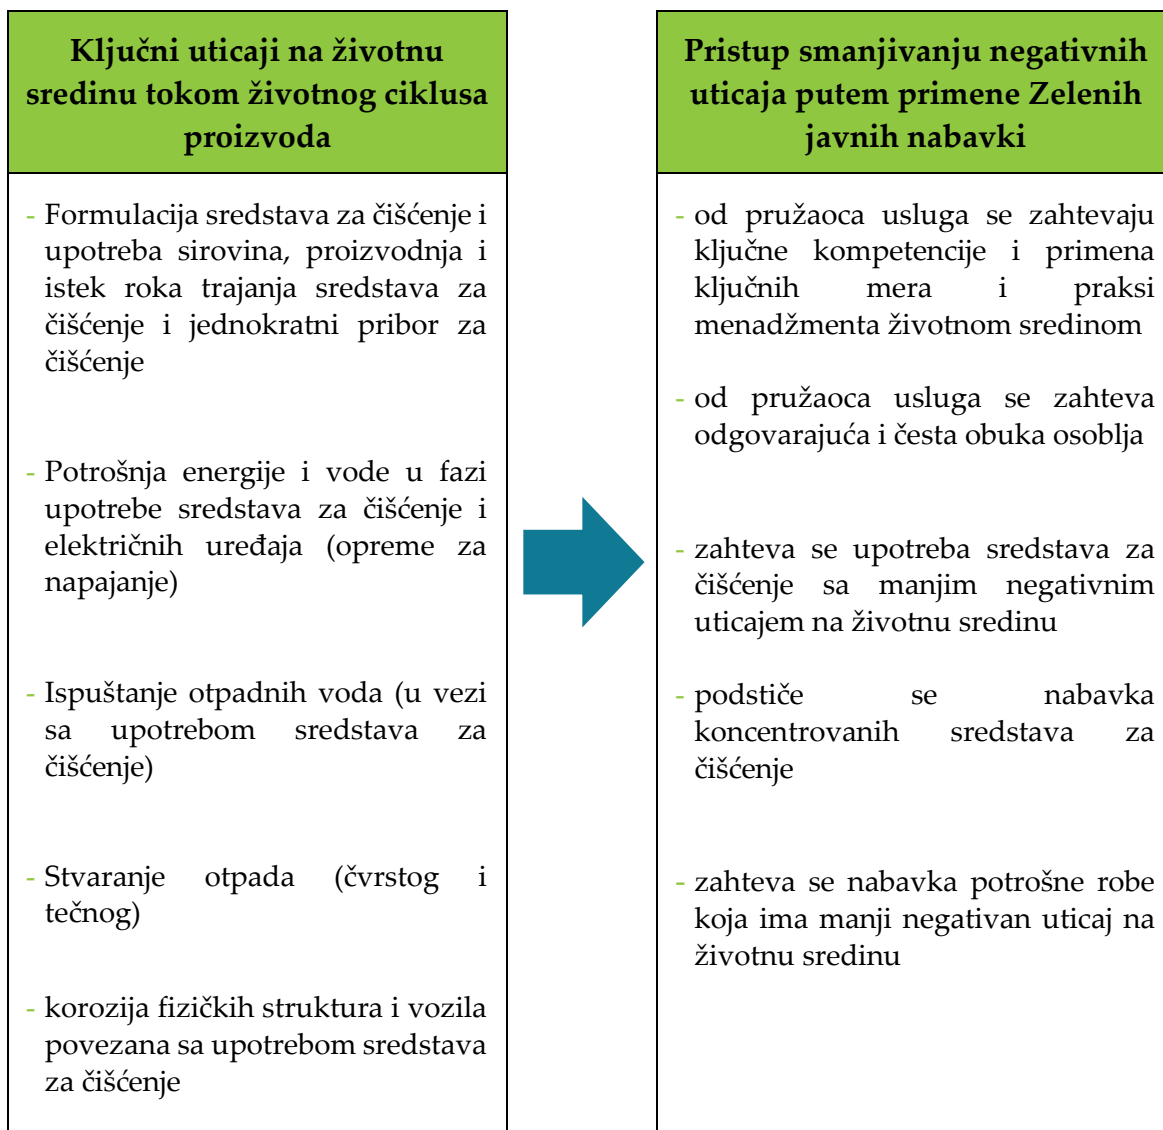 Ključni uticaji na životnu
sredinu tokom životnog ciklusa
proizvoda
- Formulacija sredstava za čišćenje i
upotreba sirovina, proizvodnja i
istek roka trajanja sredstava za
čišćenje i jednokratni pribor za
čišćenje
- Potrošnja energije i vode u fazi
upotrebe sredstava za čišćenje i
električnih uređaja (opreme za
napajanje)
- Ispuštanje otpadnih voda (u vezi
sa upotrebom sredstava za
čišćenje)
- Stvaranje otpada (čvrstog i
tečnog)
- korozija fizičkih struktura i vozila
povezana sa upotrebom sredstava
za čišćenje
Pristup smanjivanju negativnih
uticaja putem primene Zelenih
javnih nabavki
- od pružaoca usluga se zahtevaju
ključne kompetencije i primena
ključnih mera i praksi
menadžmenta životnom sredinom
- od pružaoca usluga se zahteva
odgovarajuća i česta obuka osoblja
- zahteva se upotreba sredstava za
čišćenje sa manjim negativnim
uticajem na životnu sredinu
- podstiče se nabavka
koncentrovanih sredstava za
čišćenje
- zahteva se nabavka potrošne robe
koja ima manji negativan uticaj na
životnu sredinu